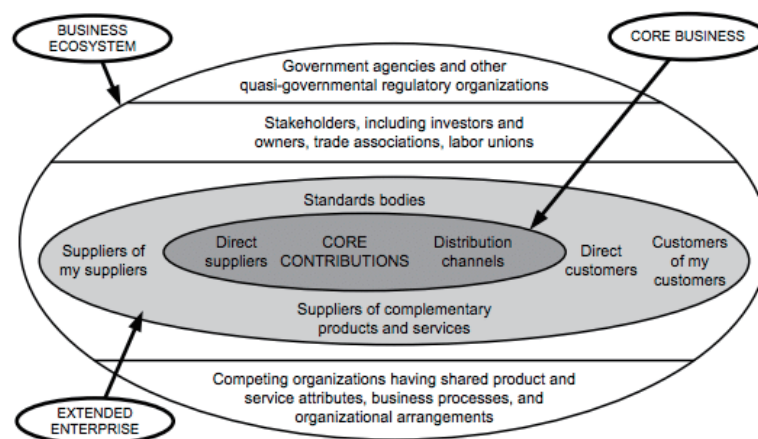 BUSINESS
ECOSYSTEM
CORE BUSINESS
Government agencies and other
quasi-governmental regulatory organizations
Stakeholders, including investors and
owners, trade associations, labor unions
Standards bodies
Suppliers of
my suppliers
Direct
suppliers
CORE
CONTRIBUTIONS
Distribution
channels
Direct
customers
Customers
of my
customers
Suppliers of complementary
products and services
Competing organizations having shared product and
service attributes, business processes, and
organizational arrangements
EXTENDED
ENTERPRISE